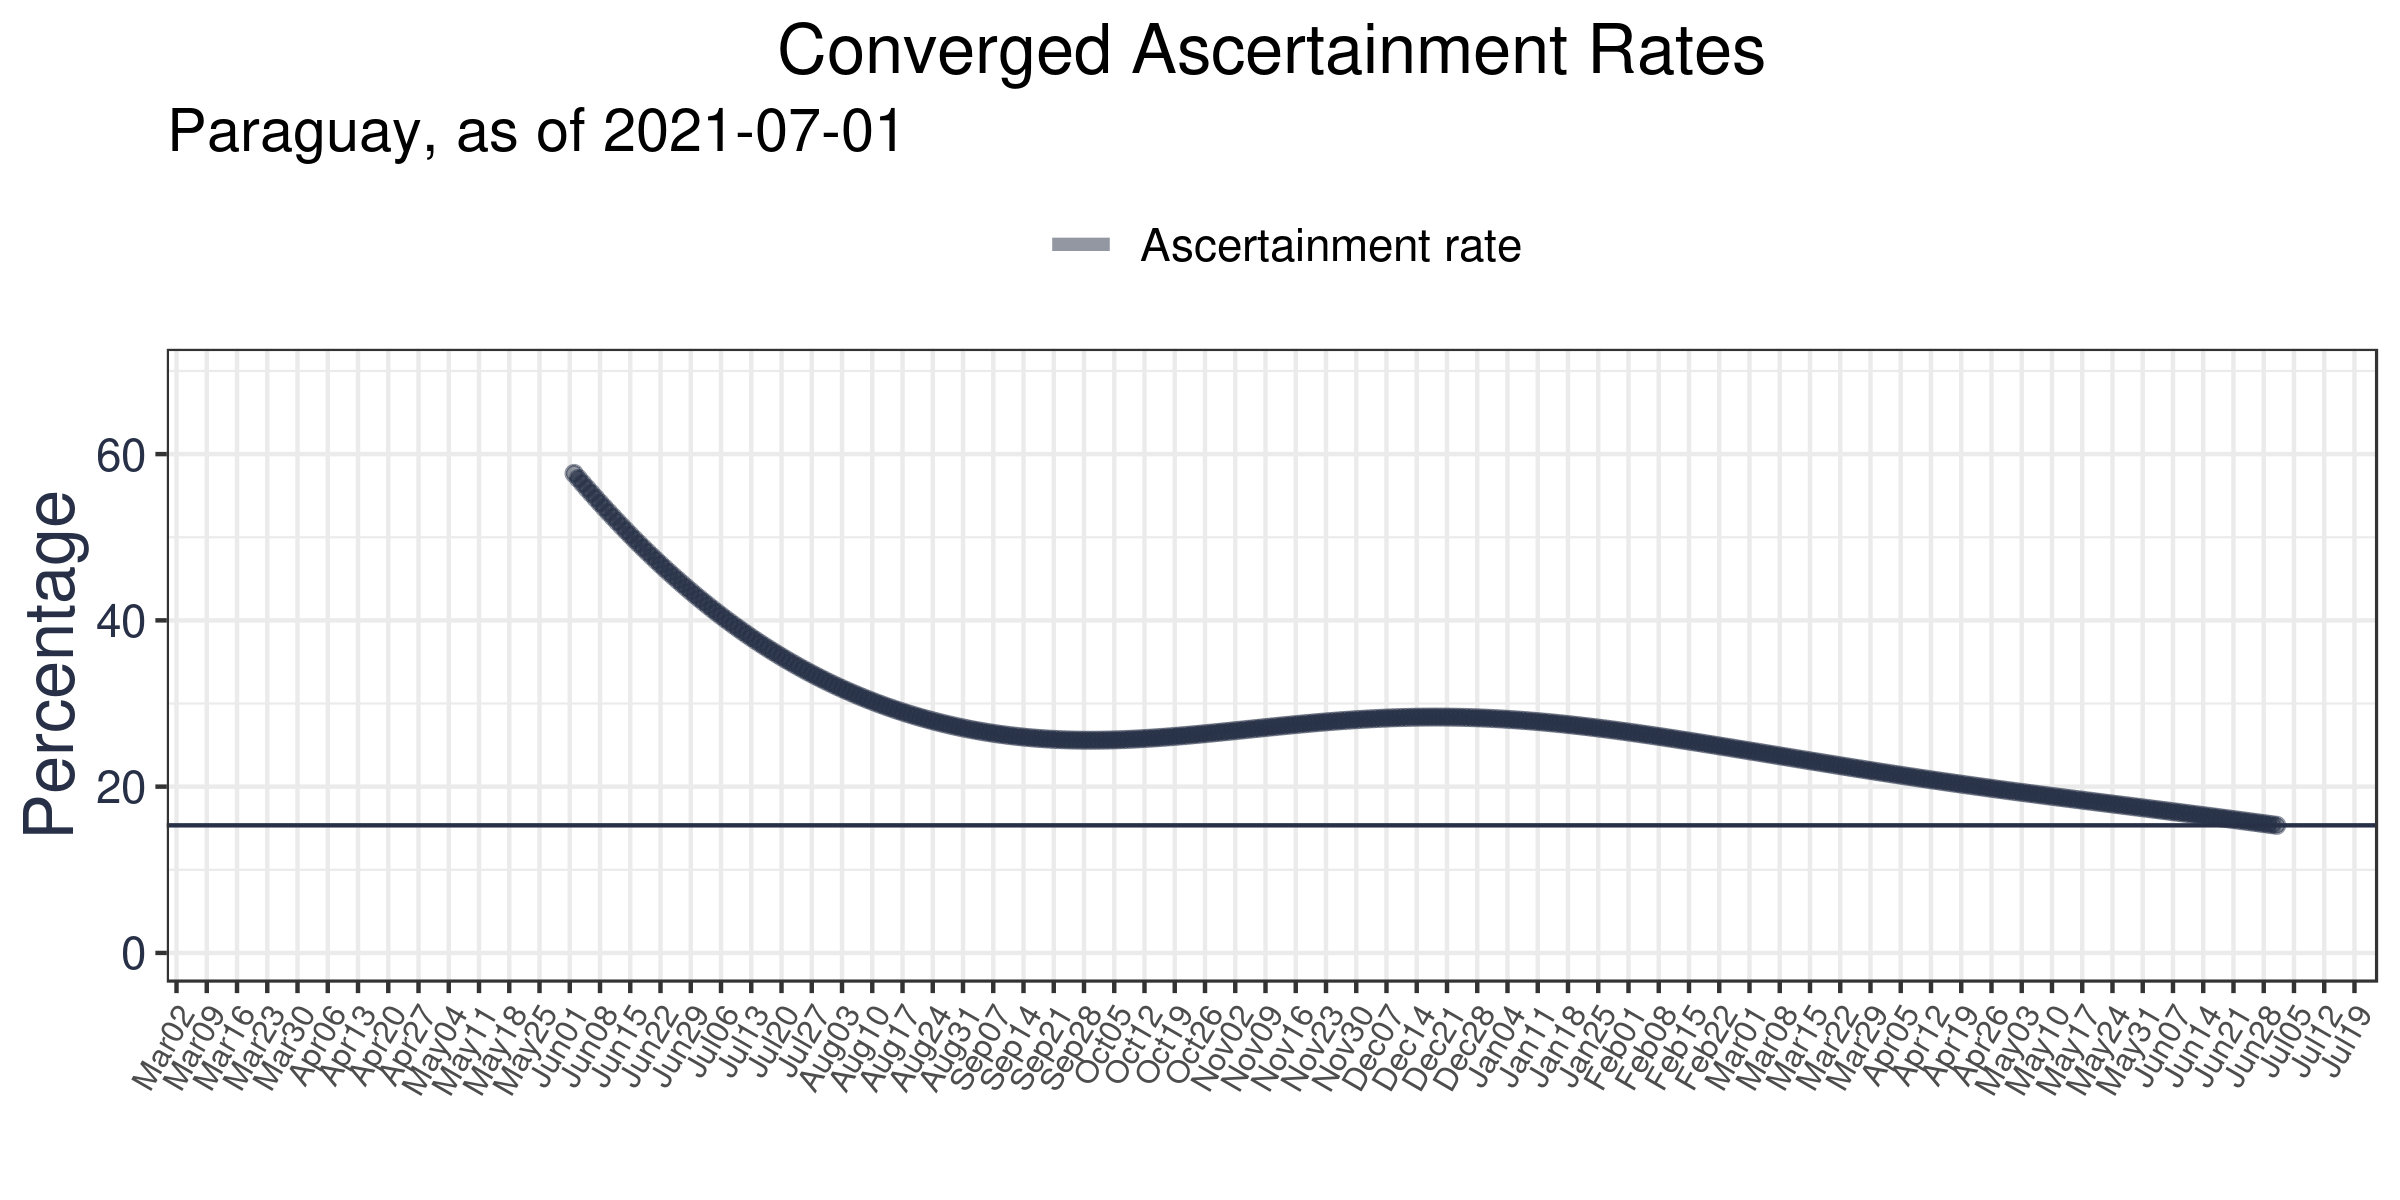 Converged Ascertainment Rates
Paraguay, as of 2021-07-01
Ascertainment rate
Percentage
60
40
20
0
Mar02
Mar09
Mar16
Mar23
Mar30
Apr06
Apr13
Apr20
Apr27
May04
May11
May18
May25
Jun01
Jun08
Jun15
Jun22
Jun29
Jul06
Jul13
Jul20
Jul27
Aug03
Aug10
Aug17
Aug24
Aug31
Sep07
Sep14
Sep21
Sep28
Oct05
Oct12
Oct19
Oct26
Nov02
Nov09
Nov16
Nov23
Nov30
Dec07
Dec14
Dec21
Dec28
Jan04
Jan11
Jan18
Jan25
Feb01
Feb08
Feb15
Feb22
Mar01
Mar08
Mar15
Mar22
Mar29
Apr05
Apr12
Apr19
Apr26
May03
May10
May17
May24
May31
Jun07
Jun14
Jun21
Jun28
Jul05
Jul12
Jul19